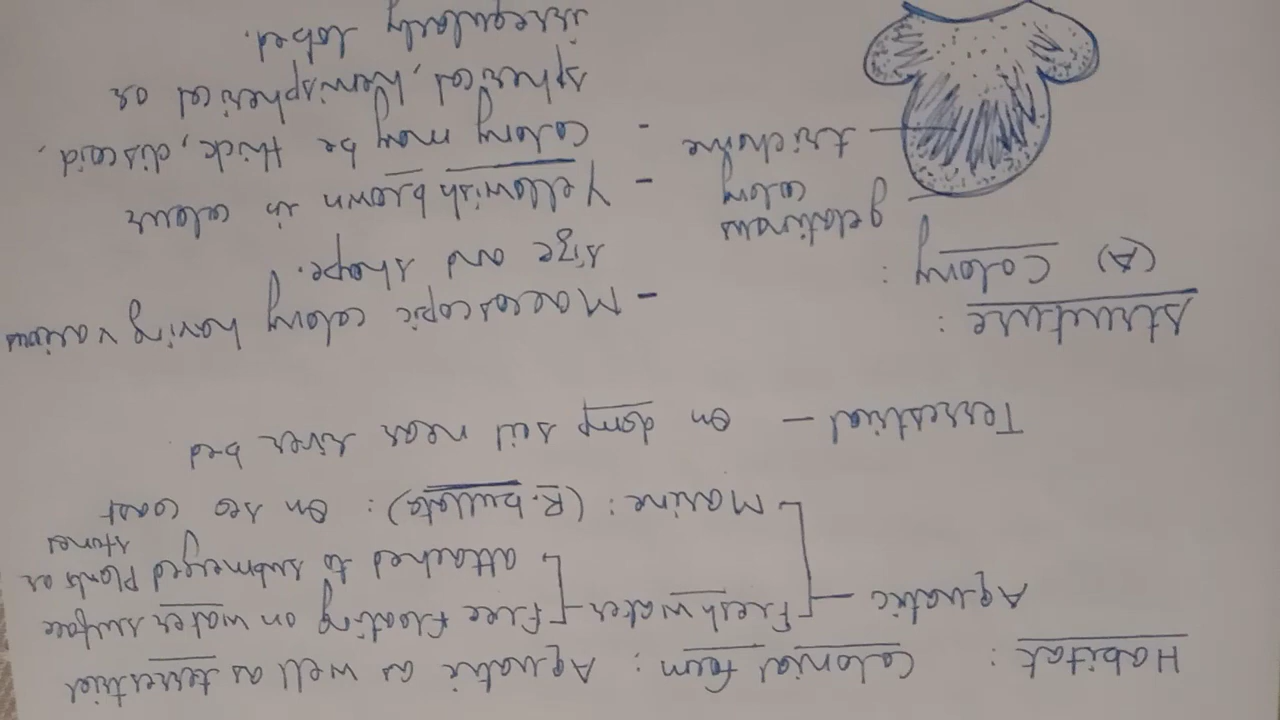 Habitat : Colonial form : Aquatic as well as terrestrial
Aquatic - Fresh water - Free floating on water surface
attached to submerged plants or
stones
Marine : (R. bullata) : On sea coast
Terrestrial - On damp soil near river bed
Structure :
(A) Colony :
gelatinous
colony
trichome
- Macroscopic colony having various
size and shape.
- Yellowish brown in colour
- Colony may be thick, discoid,
spherical, hemispherical or
irregularly lobed.